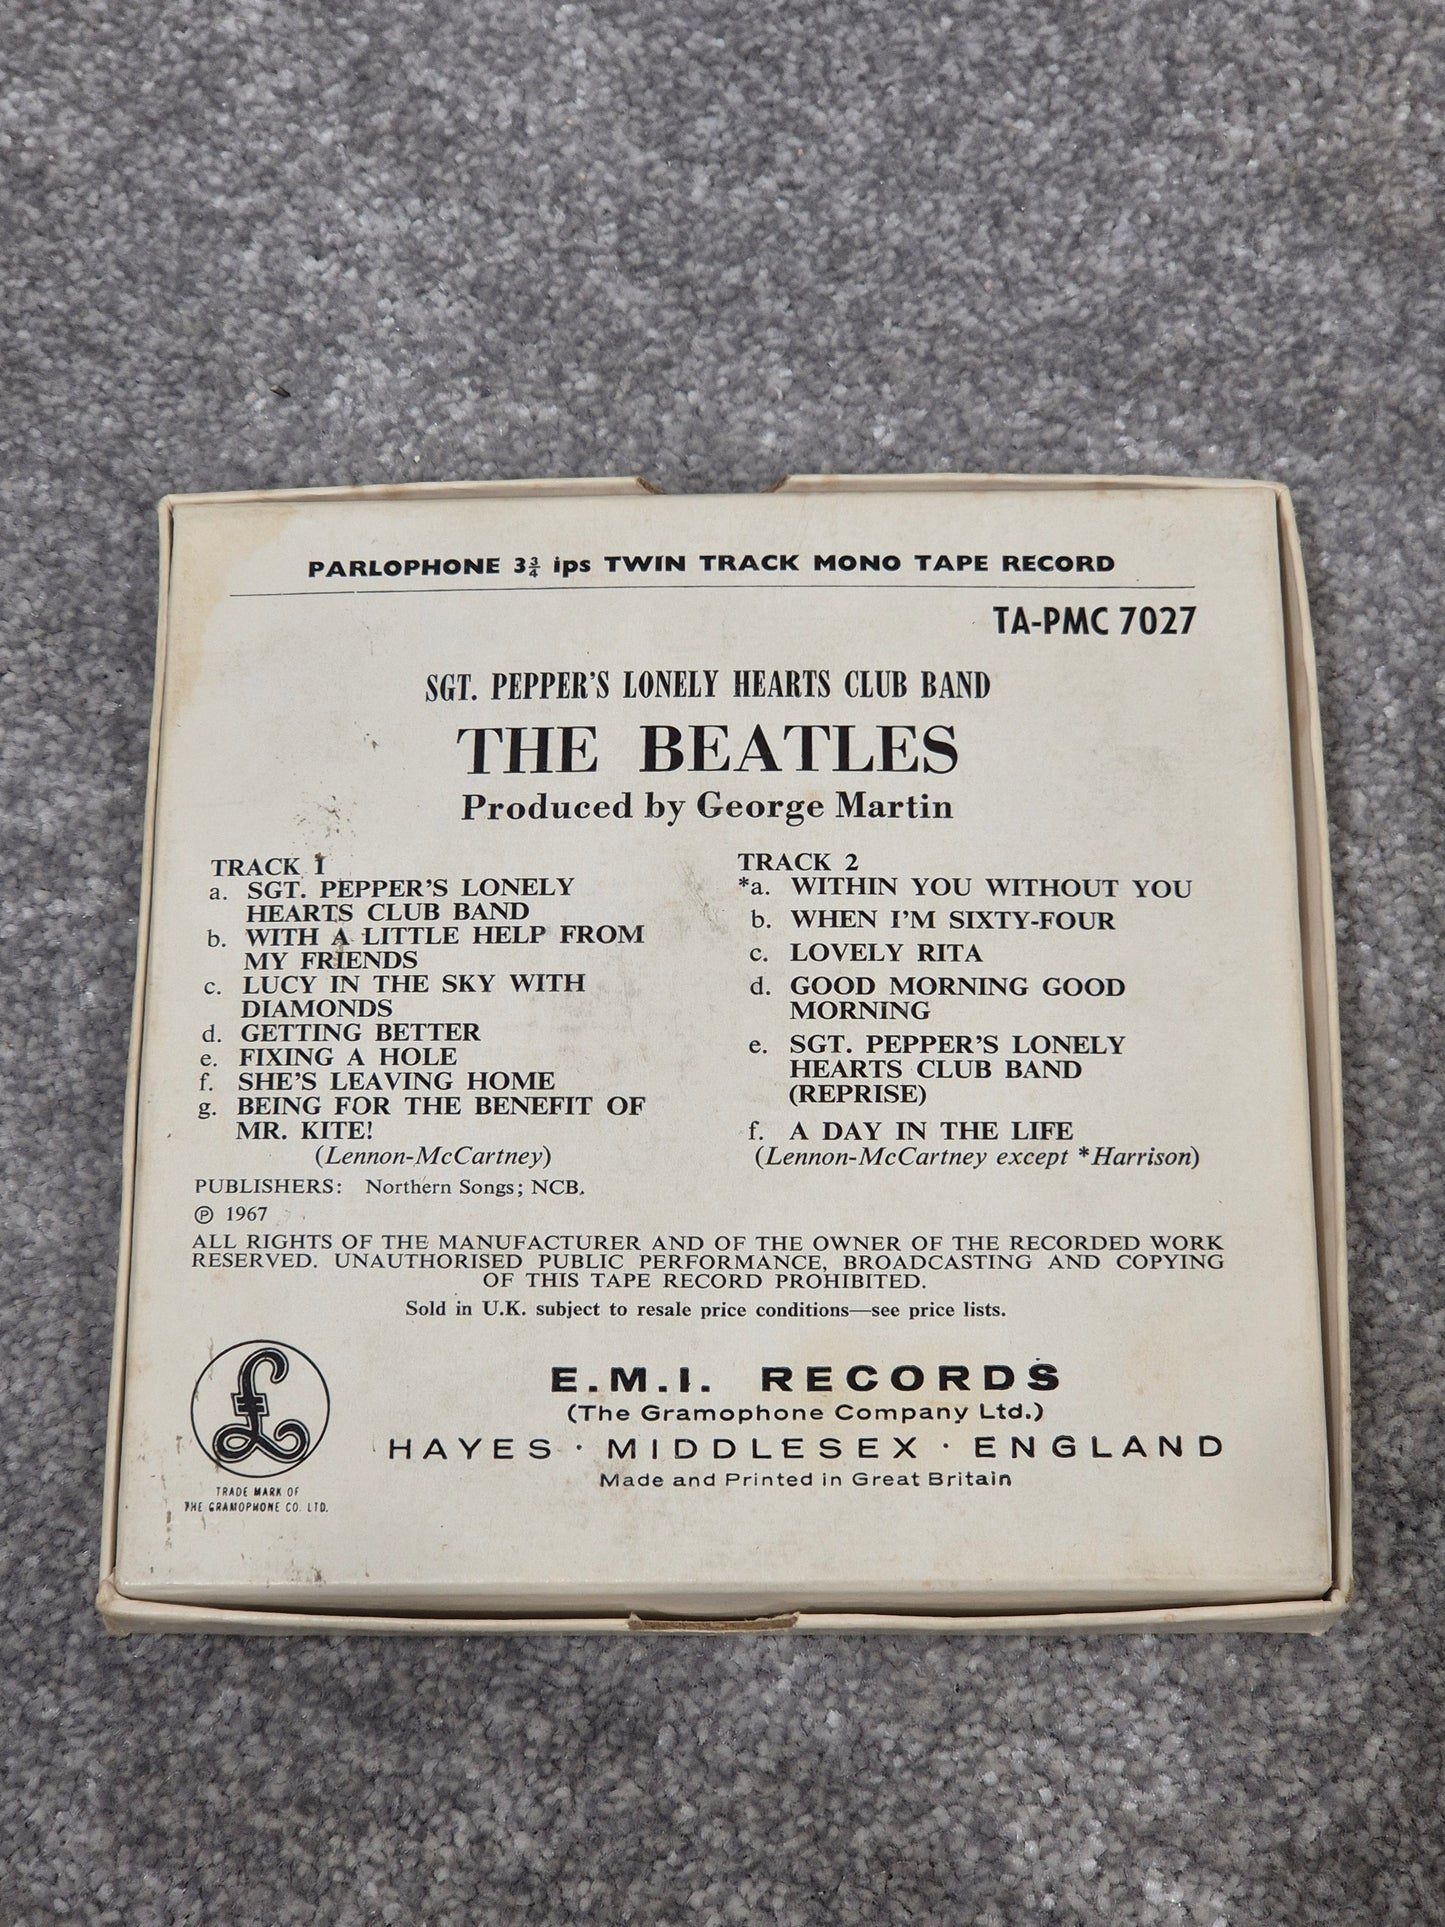 PARLOPHONE 3¾ ips TWIN TRACK MONO TAPE RECORD
TA-PMC 7027
SGT. PEPPER'S LONELY HEARTS CLUB BAND
THE BEATLES
Produced by George Martin
TRACK 1
a. SGT. PEPPER'S LONELY
HEARTS CLUB BAND
b. WITH A LITTLE HELP FROM
MY FRIENDS
c. LUCY IN THE SKY WITH
DIAMONDS
d. GETTING BETTER
e. FIXING A HOLE
f. SHE'S LEAVING HOME
g. BEING FOR THE BENEFIT OF
MR. KITE!
(Lennon-McCartney)
TRACK 2
*a. WITHIN YOU WITHOUT YOU
b. WHEN I'M SIXTY-FOUR
c. LOVELY RITA
d. GOOD MORNING GOOD
MORNING
e. SGT. PEPPER'S LONELY
HEARTS CLUB BAND
(REPRISE)
f. A DAY IN THE LIFE
(Lennon-McCartney except *Harrison)
PUBLISHERS: Northern Songs; NCB.
℗ 1967
ALL RIGHTS OF THE MANUFACTURER AND OF THE OWNER OF THE RECORDED WORK
RESERVED. UNAUTHORISED PUBLIC PERFORMANCE, BROADCASTING AND COPYING
OF THIS TAPE RECORD PROHIBITED.
Sold in U.K. subject to resale price conditions—see price lists.
£
TRADE MARK OF
THE GRAMOPHONE CO. LTD.
E.M.I. RECORDS
(The Gramophone Company Ltd.)
HAYES · MIDDLESEX · ENGLAND
Made and Printed in Great Britain